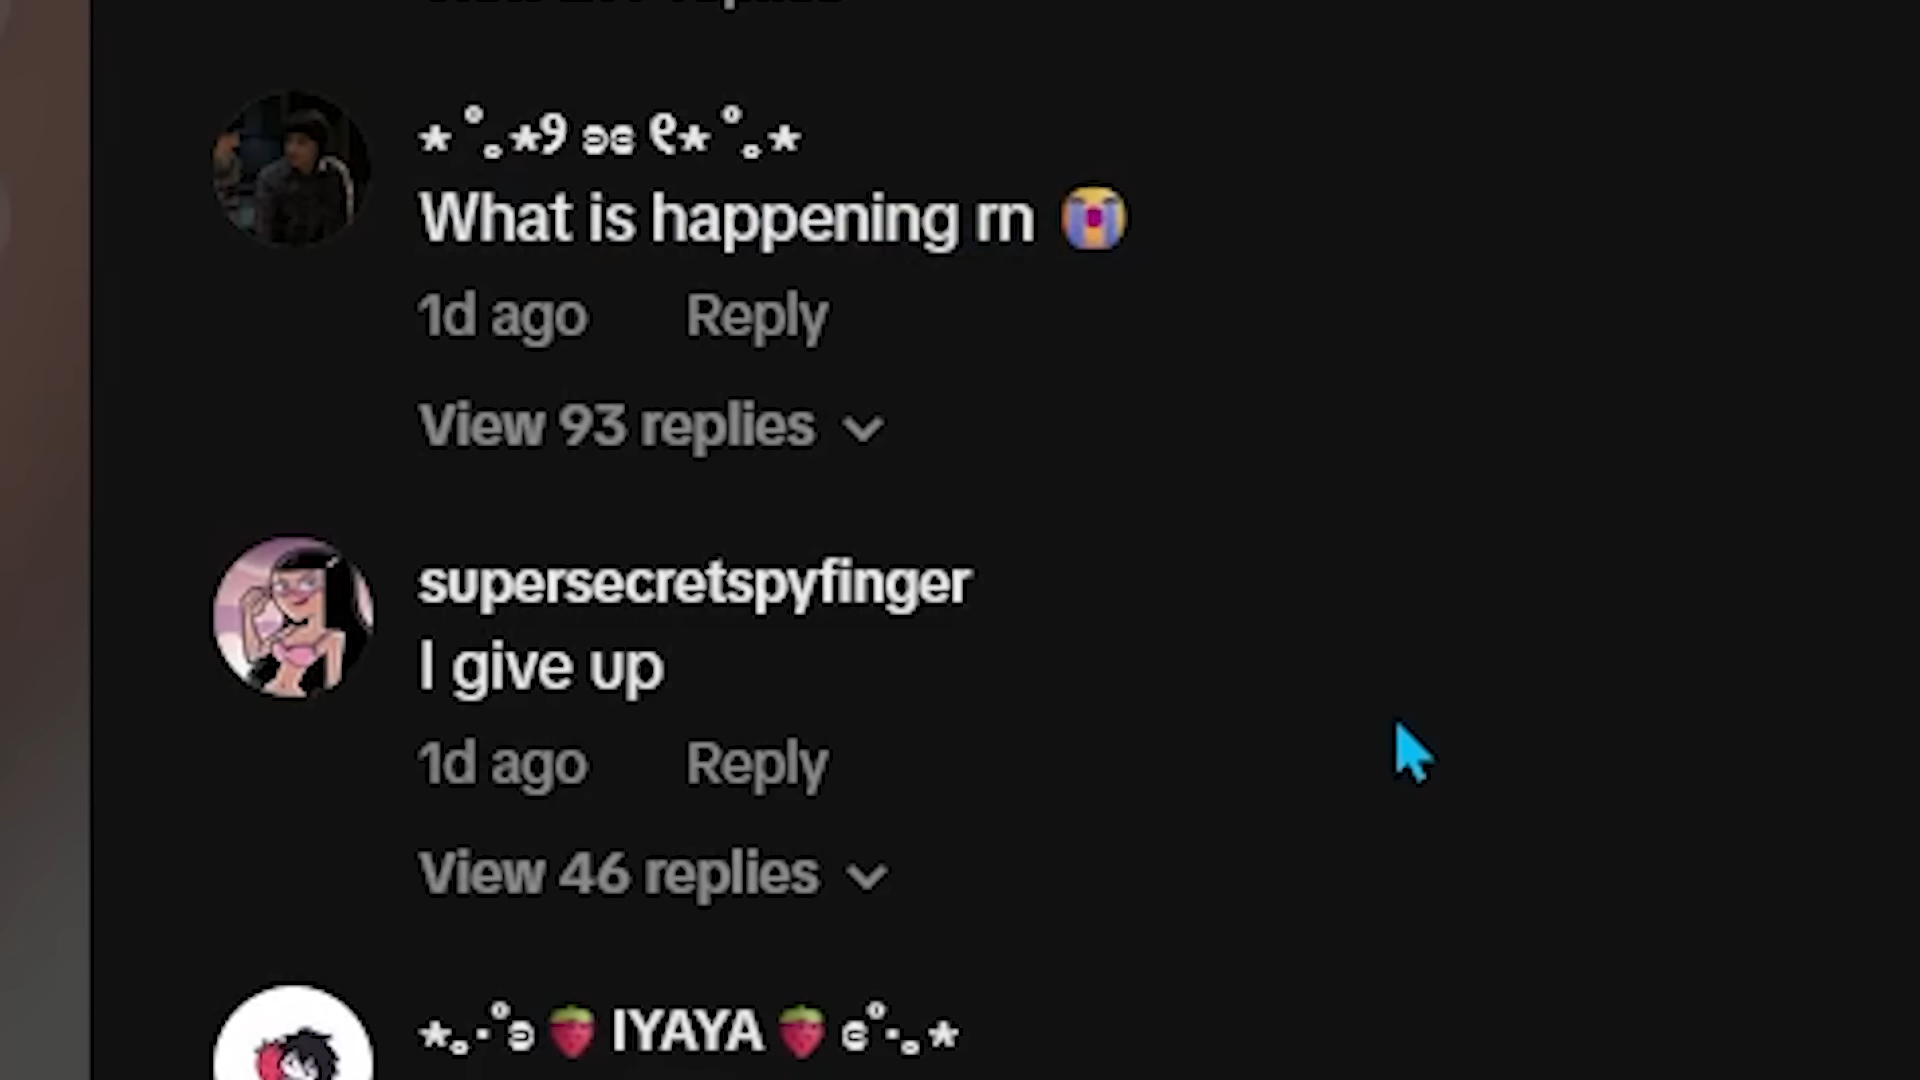 ⋆˚｡⋆୨ ʚɞ ୧⋆˚｡⋆
What is happening rn 😭
1d ago Reply
View 93 replies
supersecretspyfinger
I give up
1d ago Reply
View 46 replies
⋆｡‧˚ʚ🍓 IYAYA 🍓ɞ˚‧｡⋆